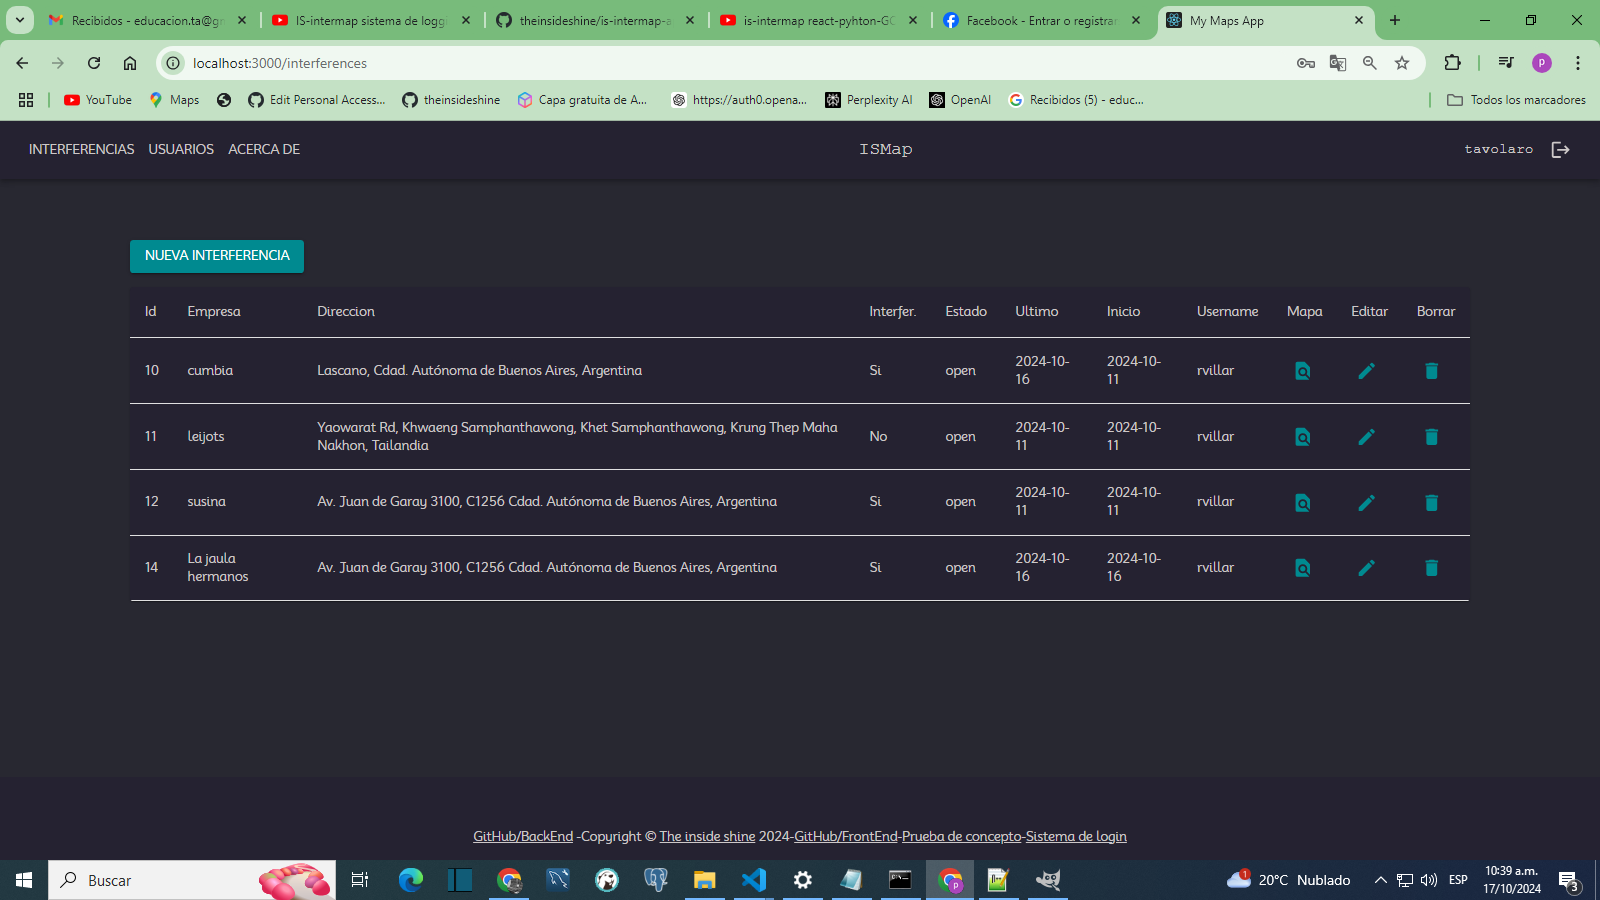 Recibidos - educacion.ta@gm
IS-intermap sistema de loggi
theinsideshine/is-intermap-a
is-intermap react-pyhton-GC
Facebook - Entrar o registrar
My Maps App
localhost:3000/interferences
P
YouTube
Maps
Edit Personal Access...
theinsideshine
Capa gratuita de A...
https://auth0.opena...
Perplexity AI
OpenAI
Recibidos (5) - educ...
Todos los marcadores
INTERFERENCIAS USUARIOS ACERCA DE
ISMap
tavolaro
NUEVA INTERFERENCIA
Id Empresa Direccion Interfer. Estado Ultimo Inicio Username Mapa Editar Borrar
10 cumbia Lascano, Cdad. Autónoma de Buenos Aires, Argentina Si open 2024-10-16 2024-10-11 rvillar
11 leijots Yaowarat Rd, Khwaeng Samphanthawong, Khet Samphanthawong, Krung Thep Maha Nakhon, Tailandia No open 2024-10-11 2024-10-11 rvillar
12 susina Av. Juan de Garay 3100, C1256 Cdad. Autónoma de Buenos Aires, Argentina Si open 2024-10-11 2024-10-11 rvillar
14 La jaula hermanos Av. Juan de Garay 3100, C1256 Cdad. Autónoma de Buenos Aires, Argentina Si open 2024-10-16 2024-10-16 rvillar
GitHub/BackEnd -Copyright © The inside shine 2024-GitHub/FrontEnd-Prueba de concepto-Sistema de login
Buscar
1
20°C Nublado
ESP
10:39 a.m.
17/10/2024
3